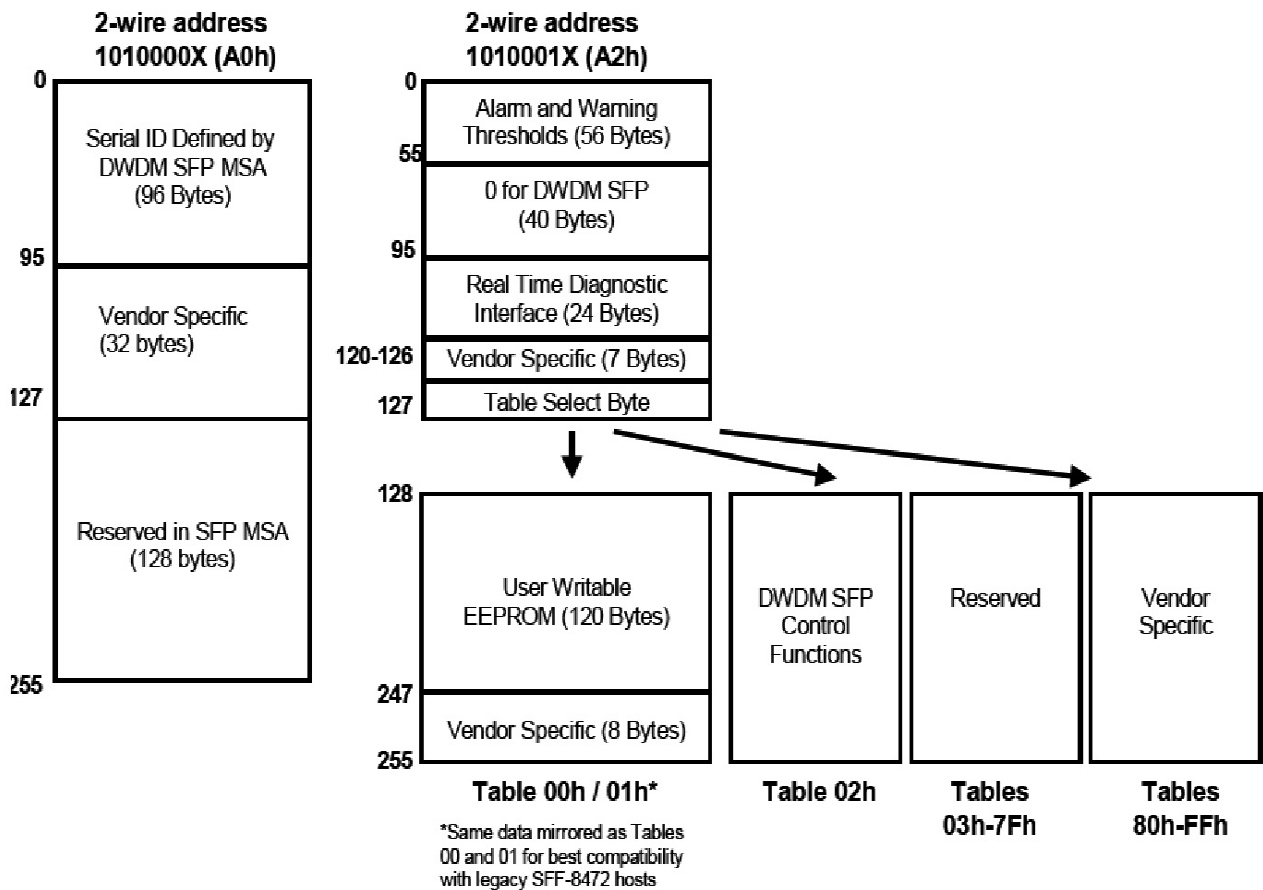 2-wire address
1010000X (A0h)
0
Serial ID Defined by
DWDM SFP MSA
(96 Bytes)
95
Vendor Specific
(32 bytes)
127
Reserved in SFP MSA
(128 bytes)
255
2-wire address
1010001X (A2h)
0
Alarm and Warning
Thresholds (56 Bytes)
55
0 for DWDM SFP
(40 Bytes)
95
Real Time Diagnostic
Interface (24 Bytes)
120-126
Vendor Specific (7 Bytes)
127
Table Select Byte
128
User Writable
EEPROM (120 Bytes)
247
Vendor Specific (8 Bytes)
255
Table 00h / 01h*
*Same data mirrored as Tables
00 and 01 for best compatibility
with legacy SFF-8472 hosts
DWDM SFP
Control
Functions
Table 02h
Reserved
Tables
03h-7Fh
Vendor
Specific
Tables
80h-FFh